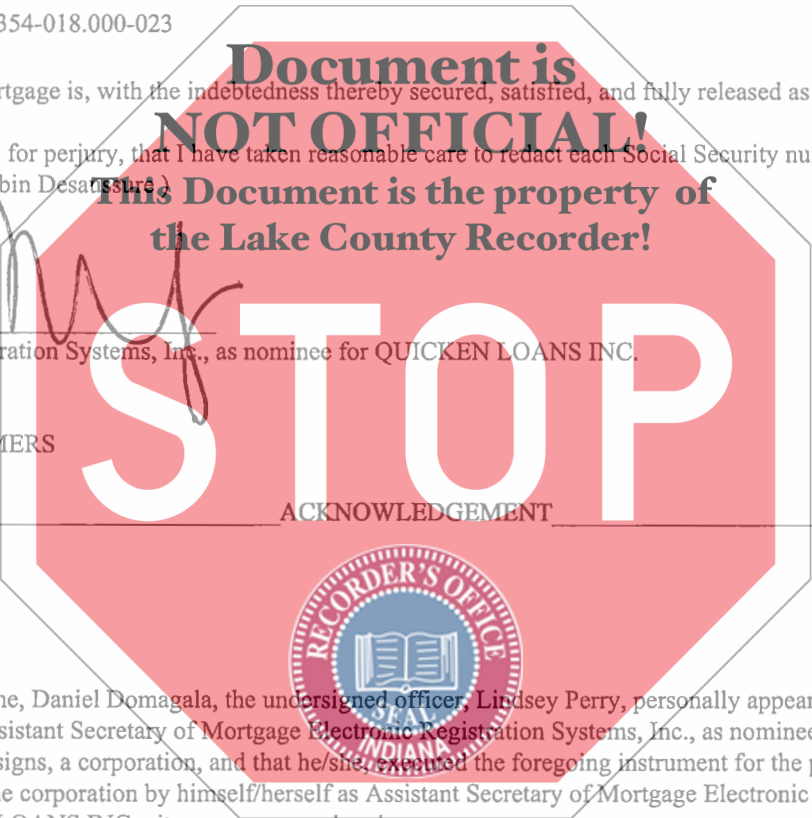 354-018.000-023
Document is
rtgage is, with the indebtedness thereby secured, satisfied, and fully released as
NOT OFFICIAL!
for perjury, that I have taken reasonable care to redact each Social Security nu
bin Desaussure.)
This Document is the property of
the Lake County Recorder!
STOP
ration Systems, Inc., as nominee for QUICKEN LOANS INC.
MERS
ACKNOWLEDGEMENT
RECORDER'S OFFICE
SEAL
INDIANA
ne, Daniel Domagala, the undersigned officer, Lindsey Perry, personally appear
sistant Secretary of Mortgage Electronic Registration Systems, Inc., as nominee
signs, a corporation, and that he/she, executed the foregoing instrument for the p
e corporation by himself/herself as Assistant Secretary of Mortgage Electronic